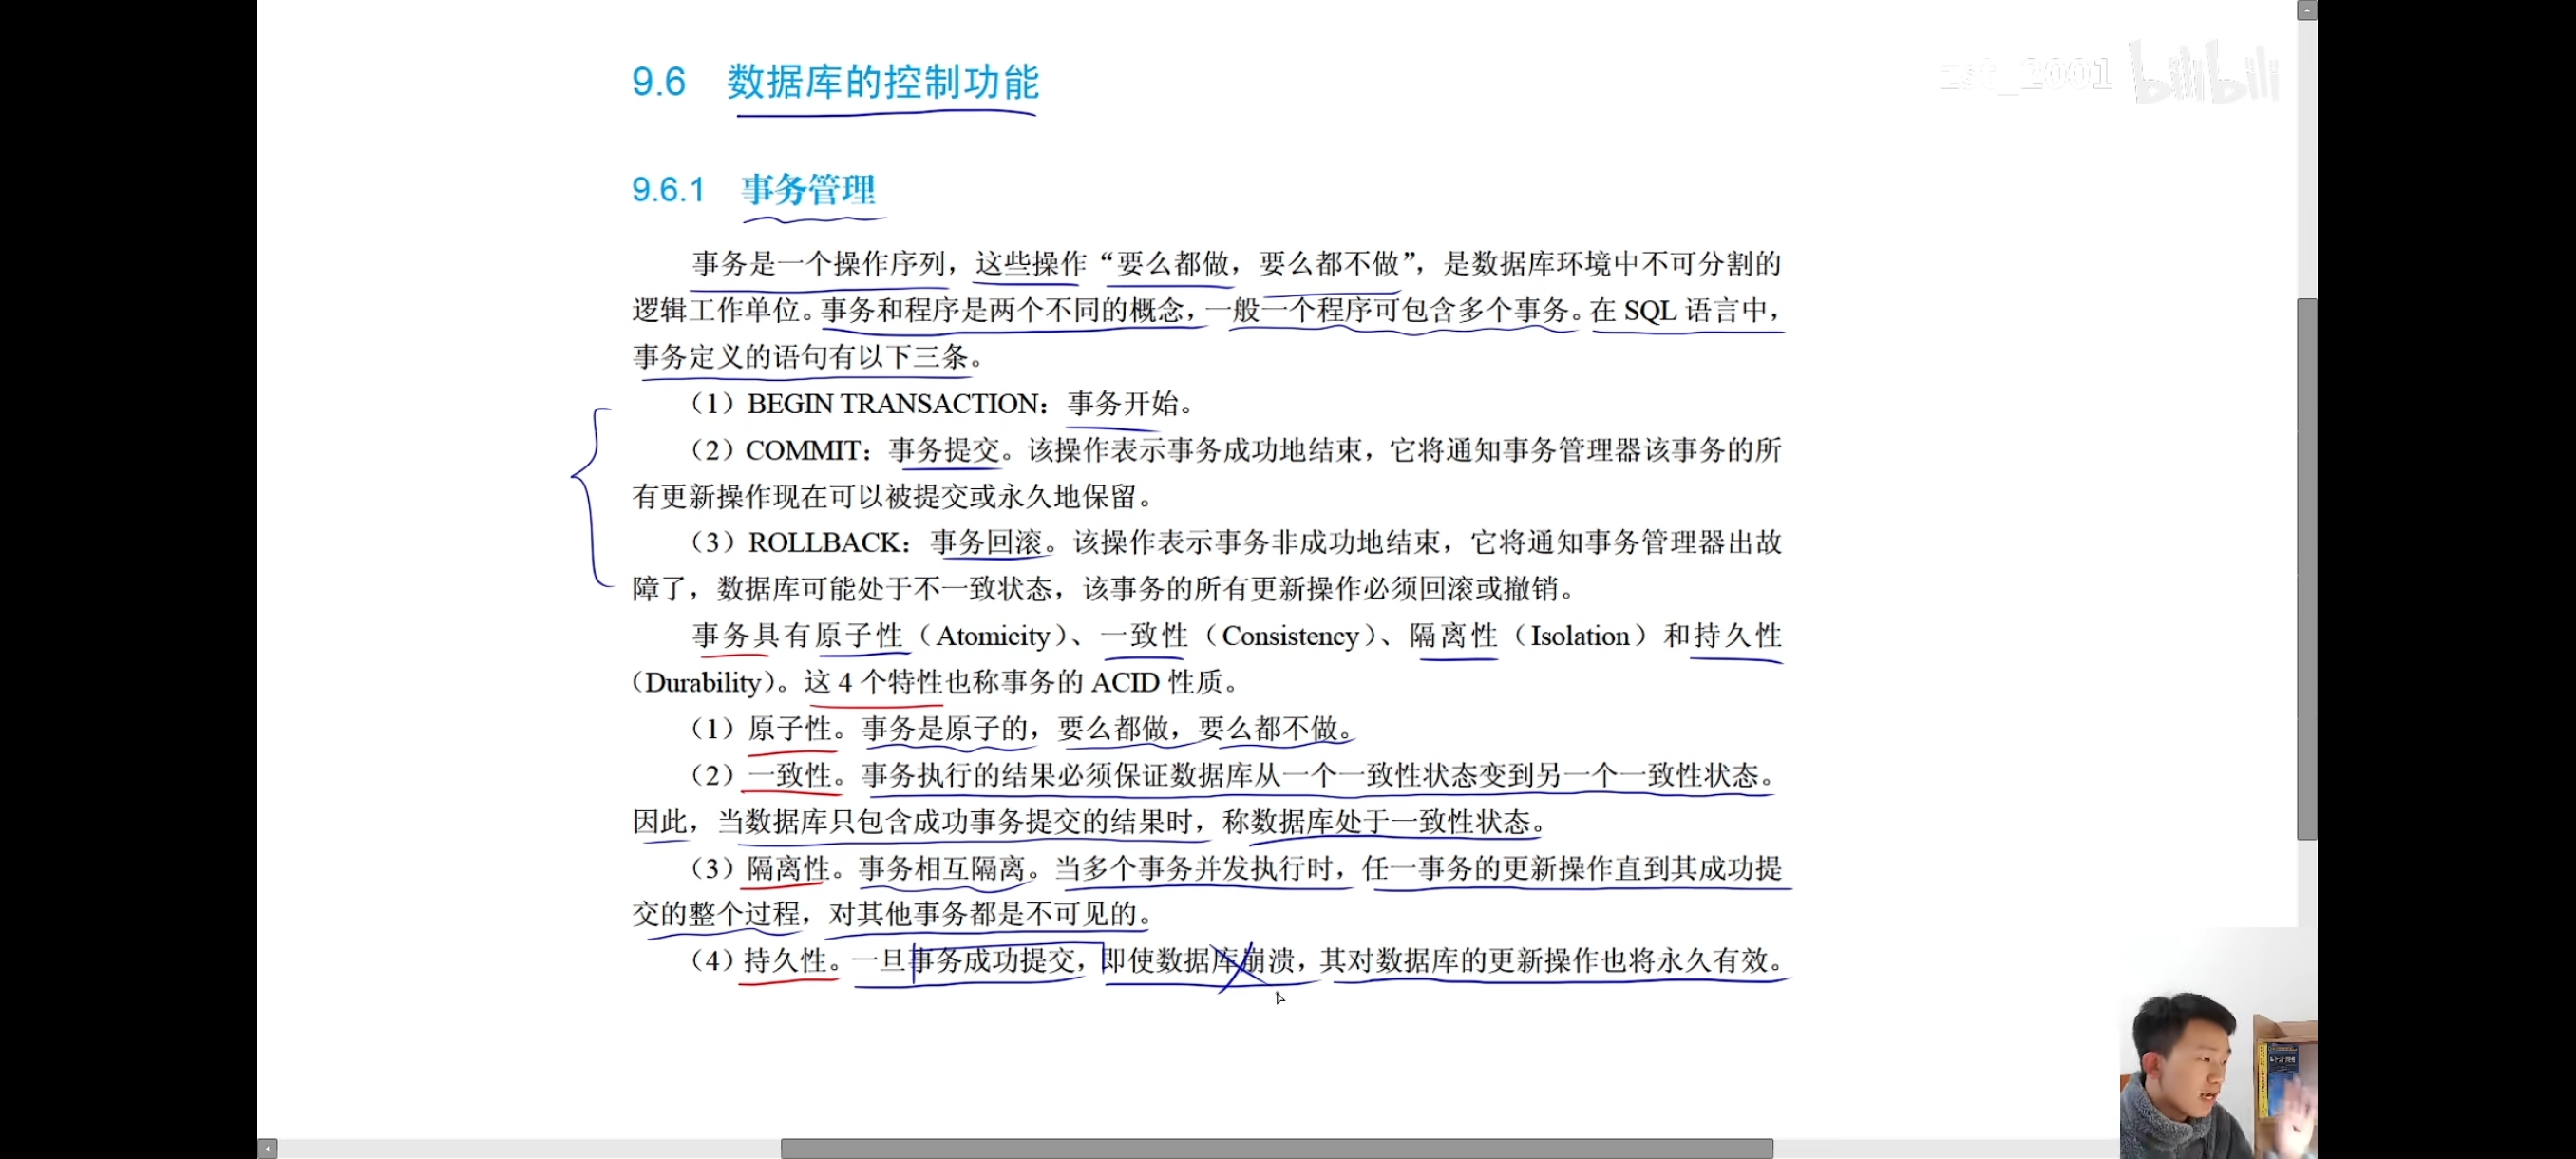 zst_2001 bilibili
9.6 数据库的控制功能
9.6.1 事务管理
事务是一个操作序列，这些操作“要么都做，要么都不做”，是数据库环境中不可分割的
逻辑工作单位。事务和程序是两个不同的概念，一般一个程序可包含多个事务。在 SQL 语言中，
事务定义的语句有以下三条。
（1）BEGIN TRANSACTION：事务开始。
（2）COMMIT：事务提交。该操作表示事务成功地结束，它将通知事务管理器该事务的所
有更新操作现在可以被提交或永久地保留。
（3）ROLLBACK：事务回滚。该操作表示事务非成功地结束，它将通知事务管理器出故
障了，数据库可能处于不一致状态，该事务的所有更新操作必须回滚或撤销。
事务具有原子性（Atomicity）、一致性（Consistency）、隔离性（Isolation）和持久性
（Durability）。这 4 个特性也称事务的 ACID 性质。
（1）原子性。事务是原子的，要么都做，要么都不做。
（2）一致性。事务执行的结果必须保证数据库从一个一致性状态变到另一个一致性状态。
因此，当数据库只包含成功事务提交的结果时，称数据库处于一致性状态。
（3）隔离性。事务相互隔离。当多个事务并发执行时，任一事务的更新操作直到其成功提
交的整个过程，对其他事务都是不可见的。
（4）持久性。一旦事务成功提交，即使数据库崩溃，其对数据库的更新操作也将永久有效。